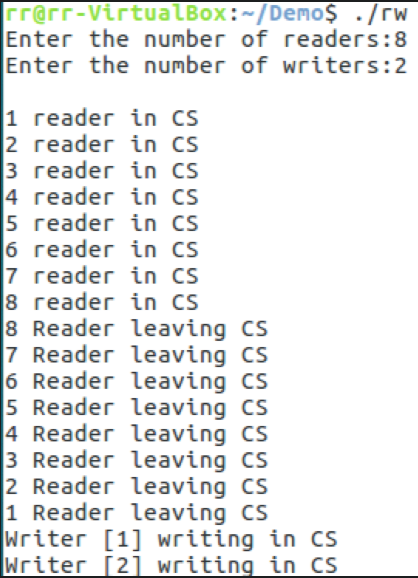 rr@rr-VirtualBox:~/Demo$ ./rw
Enter the number of readers:8
Enter the number of writers:2
1 reader in CS
2 reader in CS
3 reader in CS
4 reader in CS
5 reader in CS
6 reader in CS
7 reader in CS
8 reader in CS
8 Reader leaving CS
7 Reader leaving CS
6 Reader leaving CS
5 Reader leaving CS
4 Reader leaving CS
3 Reader leaving CS
2 Reader leaving CS
1 Reader leaving CS
Writer [1] writing in CS
Writer [2] writing in CS